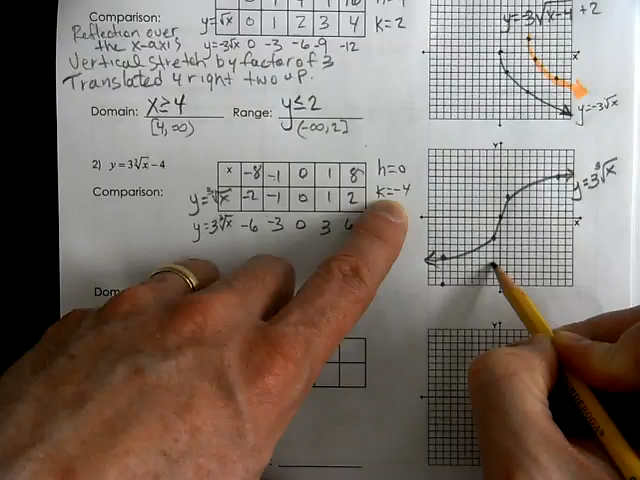 Comparison: y=√x 0 1 2 3 4 k=2
y=-3√x-4 +2
Reflection over the x-axis
y=-3√x 0 -3 -6 -9 -12
Vertical stretch by factor of 3
Translated 4 right two up.
x
y=-3√x
Domain: x≥4 Range: y≤2
[4,∞) (-∞,2]
2) y=3∛x-4
x -8 -1 0 1 8 h=0
Comparison: y=∛x -2 -1 0 1 2 k=-4
y=3∛x -6 -3 0 3 6
y
y=3∛x
x
y